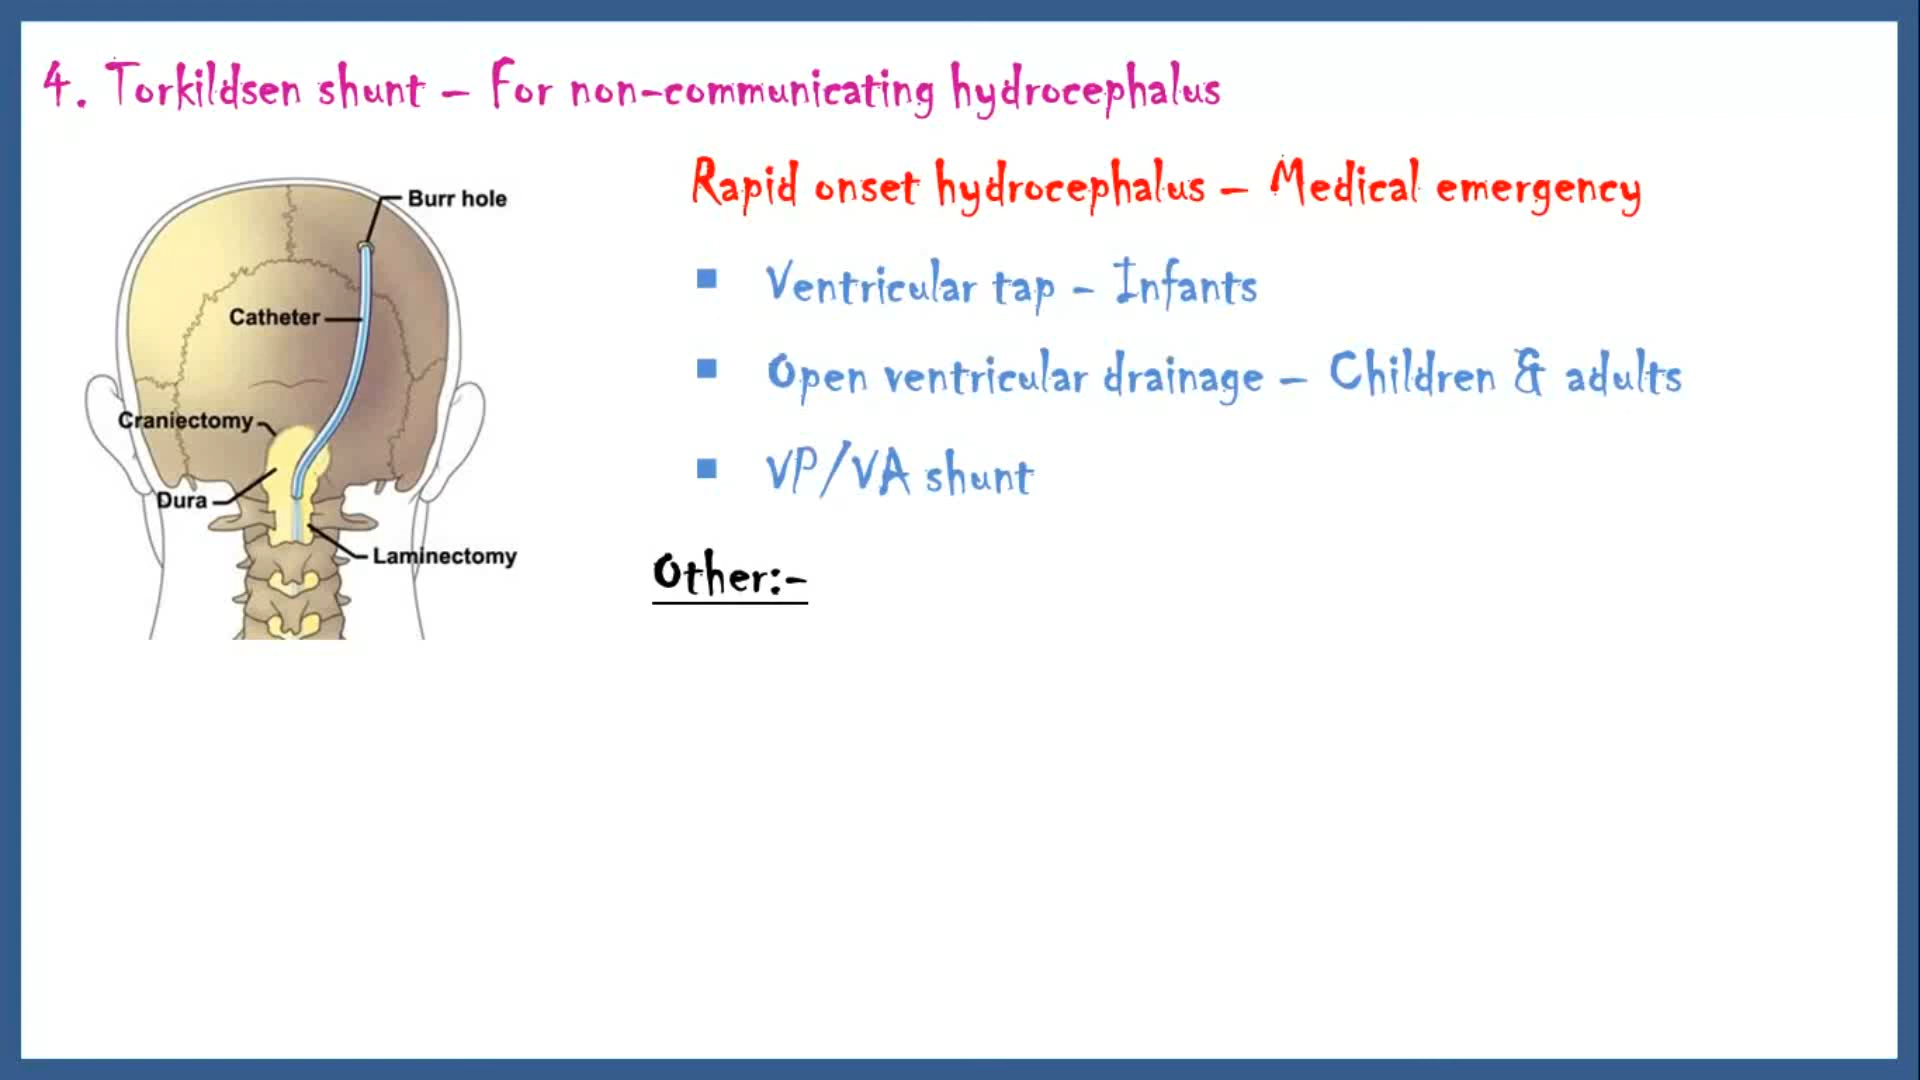 4. Torkildsen shunt – For non-communicating hydrocephalus
Rapid onset hydrocephalus – Medical emergency
▪ Ventricular tap - Infants
▪ Open ventricular drainage – Children & adults
▪ VP/VA shunt
Other:-
Burr hole
Catheter
Craniectomy
Dura
Laminectomy